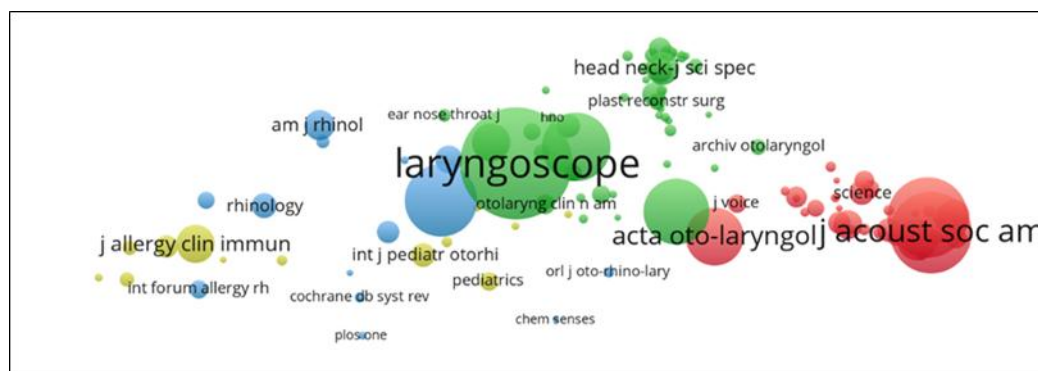 head neck-j sci spec
plast reconstr surg
ear nose throat j
hno
am j rhinol
archiv otolaryngol
laryngoscope
science
otolaryng clin n am
j voice
rhinology
acta oto-laryngol
j acoust soc am
j allergy clin immun
int j pediatr otorhi
orl j oto-rhino-lary
pediatrics
int forum allergy rh
cochrane db syst rev
chem senses
plos one